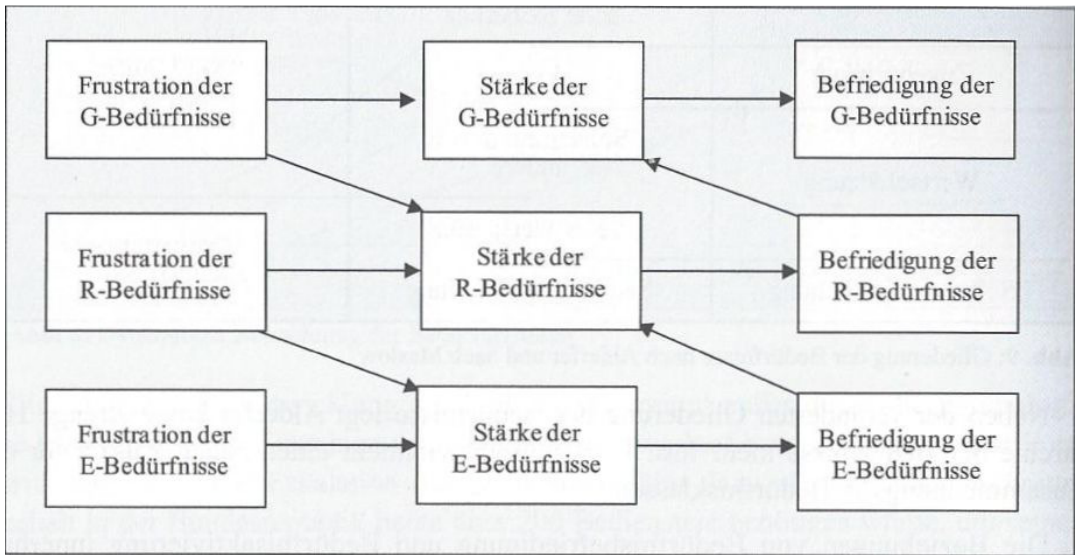 Frustration der
G-Bedürfnisse
Stärke der
G-Bedürfnisse
Befriedigung der
G-Bedürfnisse
Frustration der
R-Bedürfnisse
Stärke der
R-Bedürfnisse
Befriedigung der
R-Bedürfnisse
Frustration der
E-Bedürfnisse
Stärke der
E-Bedürfnisse
Befriedigung der
E-Bedürfnisse